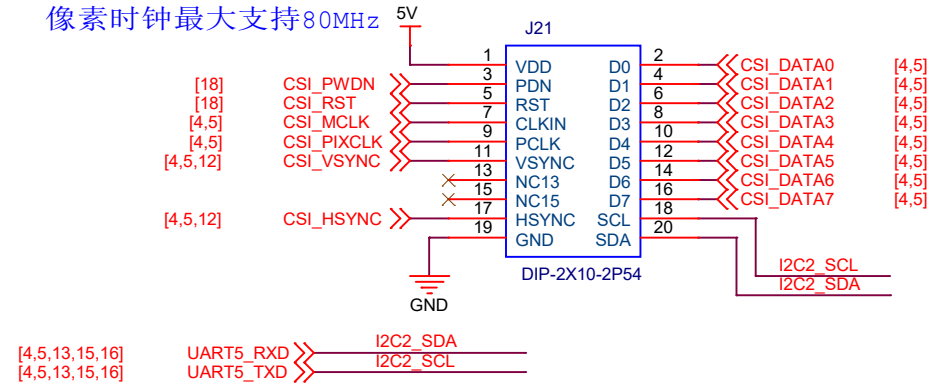 像素时钟最大支持80MHz 5V
J21
1 VDD D0 2 CSI_DATA0 [4,5]
[18] CSI_PWDN 3 PDN D1 4 CSI_DATA1 [4,5]
[18] CSI_RST 5 RST D2 6 CSI_DATA2 [4,5]
[4,5] CSI_MCLK 7 CLKIN D3 8 CSI_DATA3 [4,5]
[4,5] CSI_PIXCLK 9 PCLK D4 10 CSI_DATA4 [4,5]
[4,5,12] CSI_VSYNC 11 VSYNC D5 12 CSI_DATA5 [4,5]
13 NC13 D6 14 CSI_DATA6 [4,5]
15 NC15 D7 16 CSI_DATA7 [4,5]
[4,5,12] CSI_HSYNC 17 HSYNC SCL 18
19 GND SDA 20
DIP-2X10-2P54
I2C2_SCL
I2C2_SDA
GND
I2C2_SDA
[4,5,13,15,16] UART5_RXD
I2C2_SCL
[4,5,13,15,16] UART5_TXD